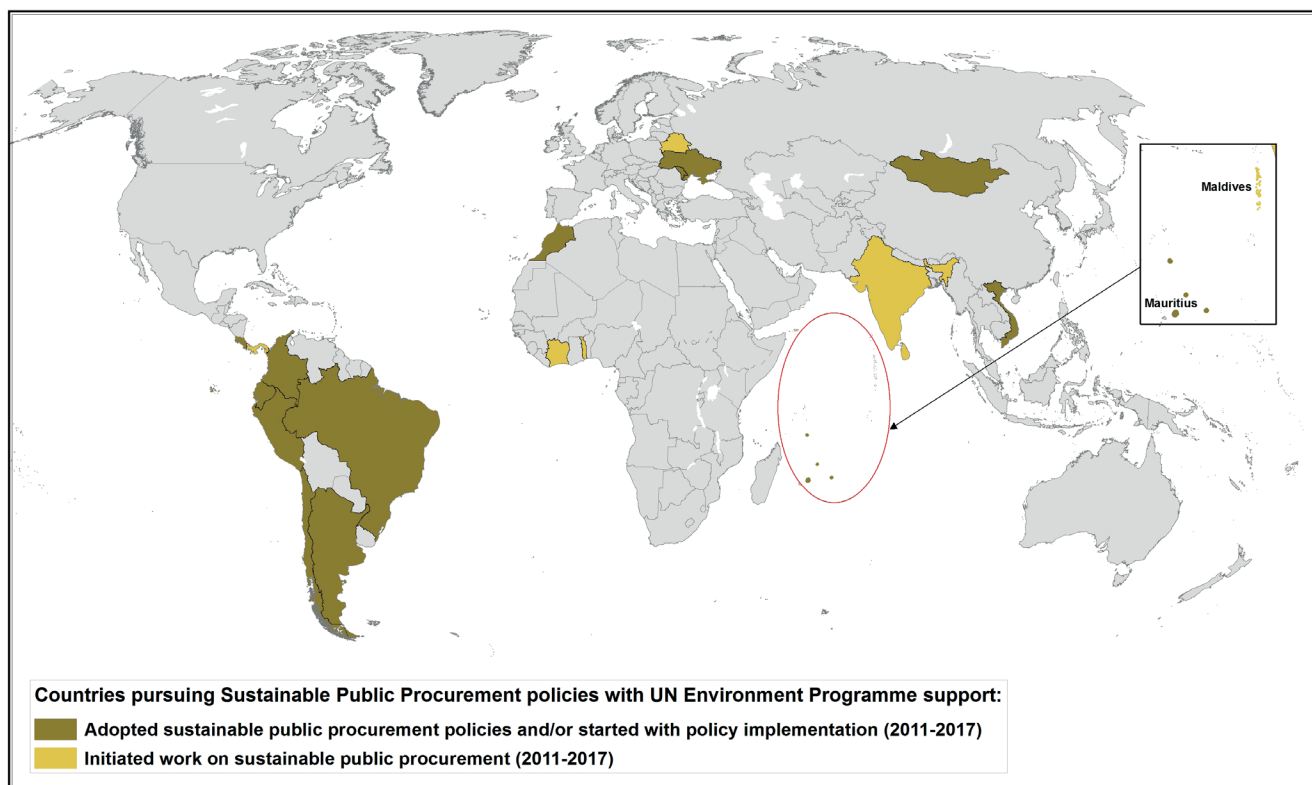 Maldives
Mauritius
Countries pursuing Sustainable Public Procurement policies with UN Environment Programme support:
Adopted sustainable public procurement policies and/or started with policy implementation (2011-2017)
Initiated work on sustainable public procurement (2011-2017)